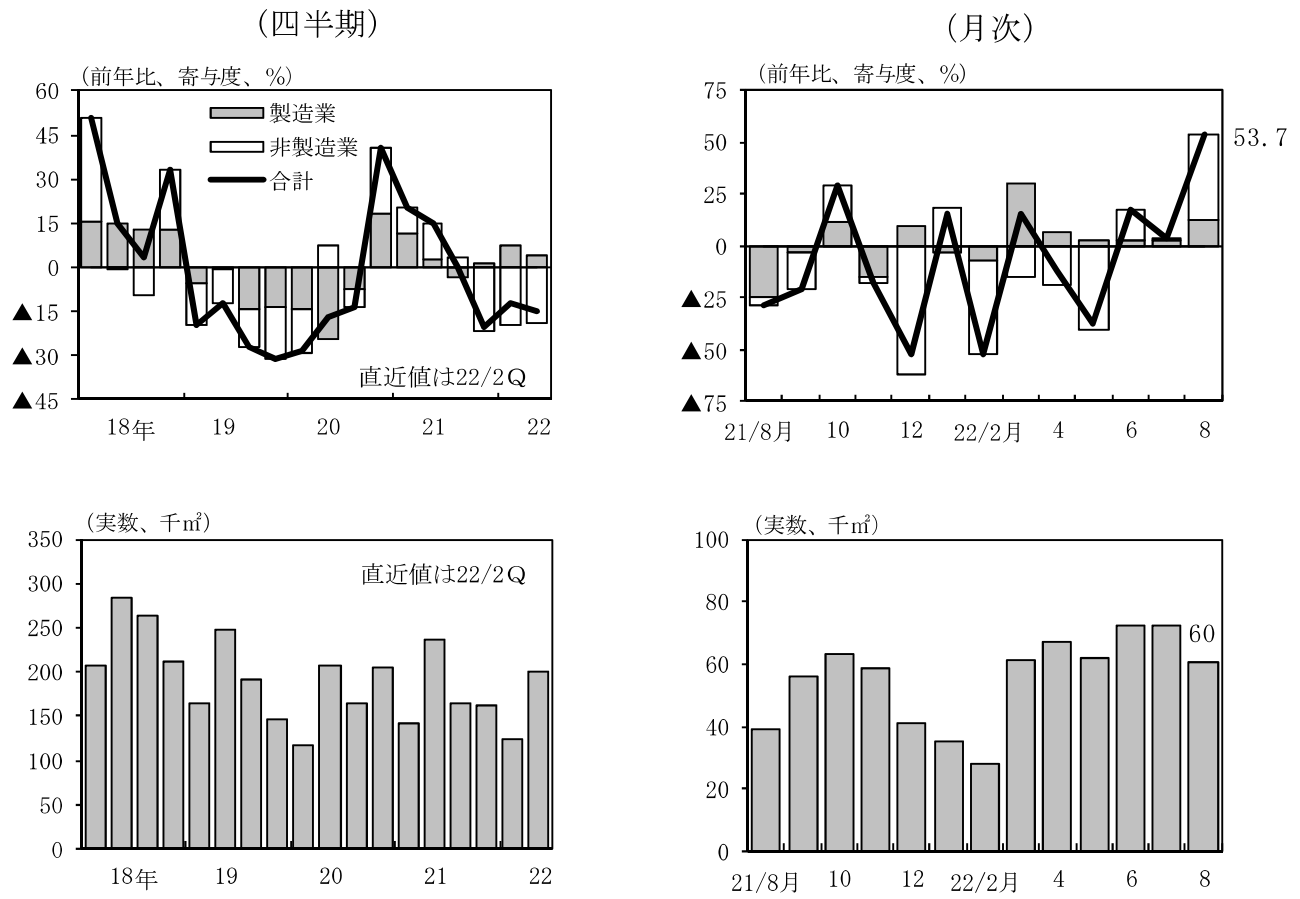 (四半期)
(前年比、寄与度、%)
60
45
30
15
0
▲15
▲30
▲45
製造業
非製造業
合計
直近値は22/2Q
18年 19 20 21 22
(月次)
(前年比、寄与度、%)
75
50
25
0
▲25
▲50
▲75
53.7
21/8月 10 12 22/2月 4 6 8
(実数、千㎡)
350
300
250
200
150
100
50
0
直近値は22/2Q
18年 19 20 21 22
(実数、千㎡)
100
80
60
40
20
0
60
21/8月 10 12 22/2月 4 6 8